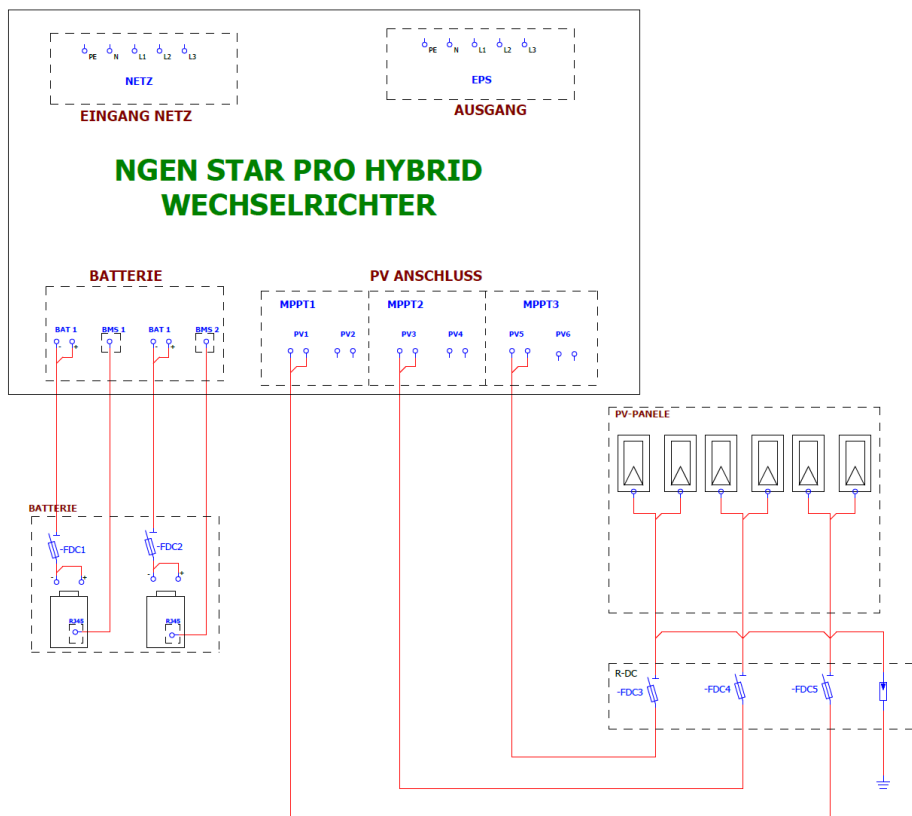 PE N L1 L2 L3
NETZ
EINGANG NETZ
PE N L1 L2 L3
EPS
AUSGANG
NGEN STAR PRO HYBRID
WECHSELRICHTER
BATTERIE
BAT 1 BMS 1 BAT 1 BMS 2
- + - +
PV ANSCHLUSS
MPPT1 MPPT2 MPPT3
PV1 PV2 PV3 PV4 PV5 PV6
PV-PANELE
BATTERIE
-FDC1 -FDC2
- + - +
RJ45 RJ45
R-DC
-FDC3 -FDC4 -FDC5